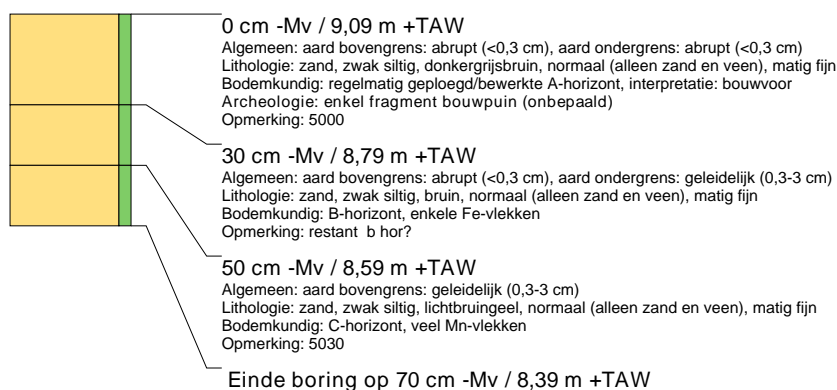 0 cm -Mv / 9,09 m +TAW
Algemeen: aard bovengrens: abrupt (<0,3 cm), aard ondergrens: abrupt (<0,3 cm)
Lithologie: zand, zwak siltig, donkergrijsbruin, normaal (alleen zand en veen), matig fijn
Bodemkundig: regelmatig geploegd/bewerkte A-horizont, interpretatie: bouwvoor
Archeologie: enkel fragment bouwpuin (onbepaald)
Opmerking: 5000
30 cm -Mv / 8,79 m +TAW
Algemeen: aard bovengrens: abrupt (<0,3 cm), aard ondergrens: geleidelijk (0,3-3 cm)
Lithologie: zand, zwak siltig, bruin, normaal (alleen zand en veen), matig fijn
Bodemkundig: B-horizont, enkele Fe-vlekken
Opmerking: restant b hor?
50 cm -Mv / 8,59 m +TAW
Algemeen: aard bovengrens: geleidelijk (0,3-3 cm)
Lithologie: zand, zwak siltig, lichtbruingeel, normaal (alleen zand en veen), matig fijn
Bodemkundig: C-horizont, veel Mn-vlekken
Opmerking: 5030
Einde boring op 70 cm -Mv / 8,39 m +TAW